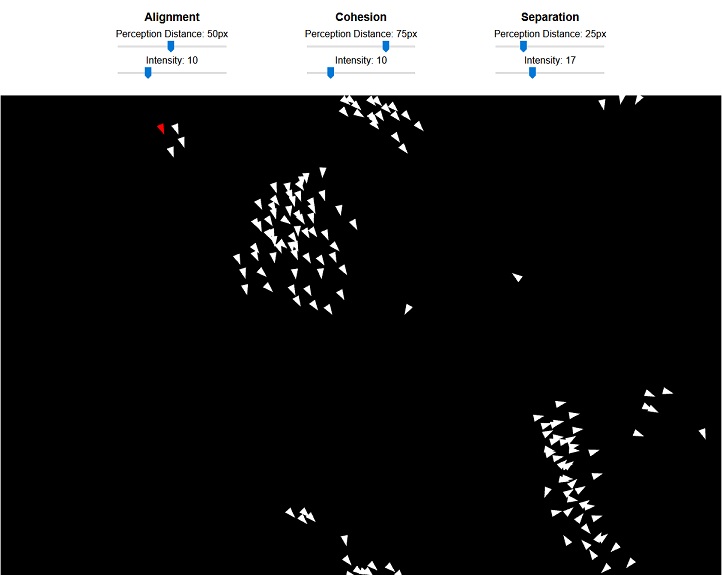 Alignment Cohesion Separation
Perception Distance: 50px Perception Distance: 75px Perception Distance: 25px
Intensity: 10 Intensity: 10 Intensity: 17